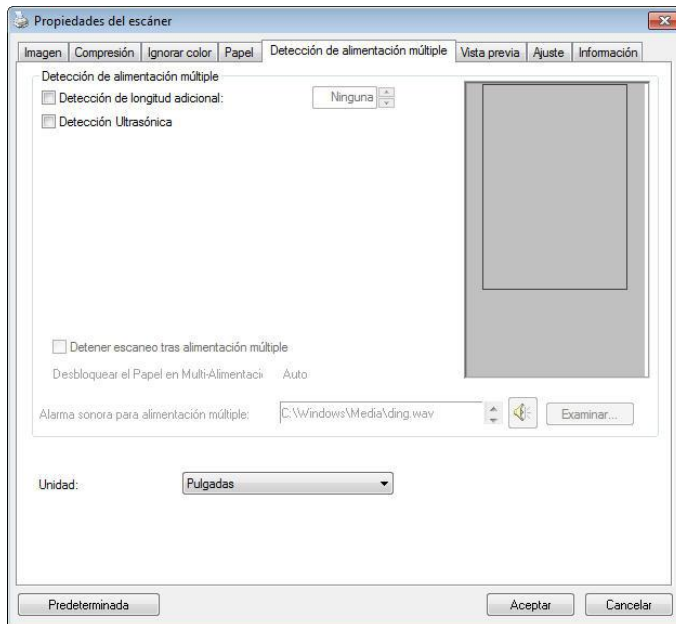 Propiedades del escáner
Imagen Compresión Ignorar color Papel Detección de alimentación múltiple Vista previa Ajuste Información
Detección de alimentación múltiple
Detección de longitud adicional: Ninguna
Detección Ultrasónica
Detener escaneo tras alimentación múltiple
Desbloquear el Papel en Multi-Alimentaci Auto
Alarma sonora para alimentación múltiple: C:\Windows\Media\ding.wav Examinar...
Unidad: Pulgadas
Predeterminada Aceptar Cancelar